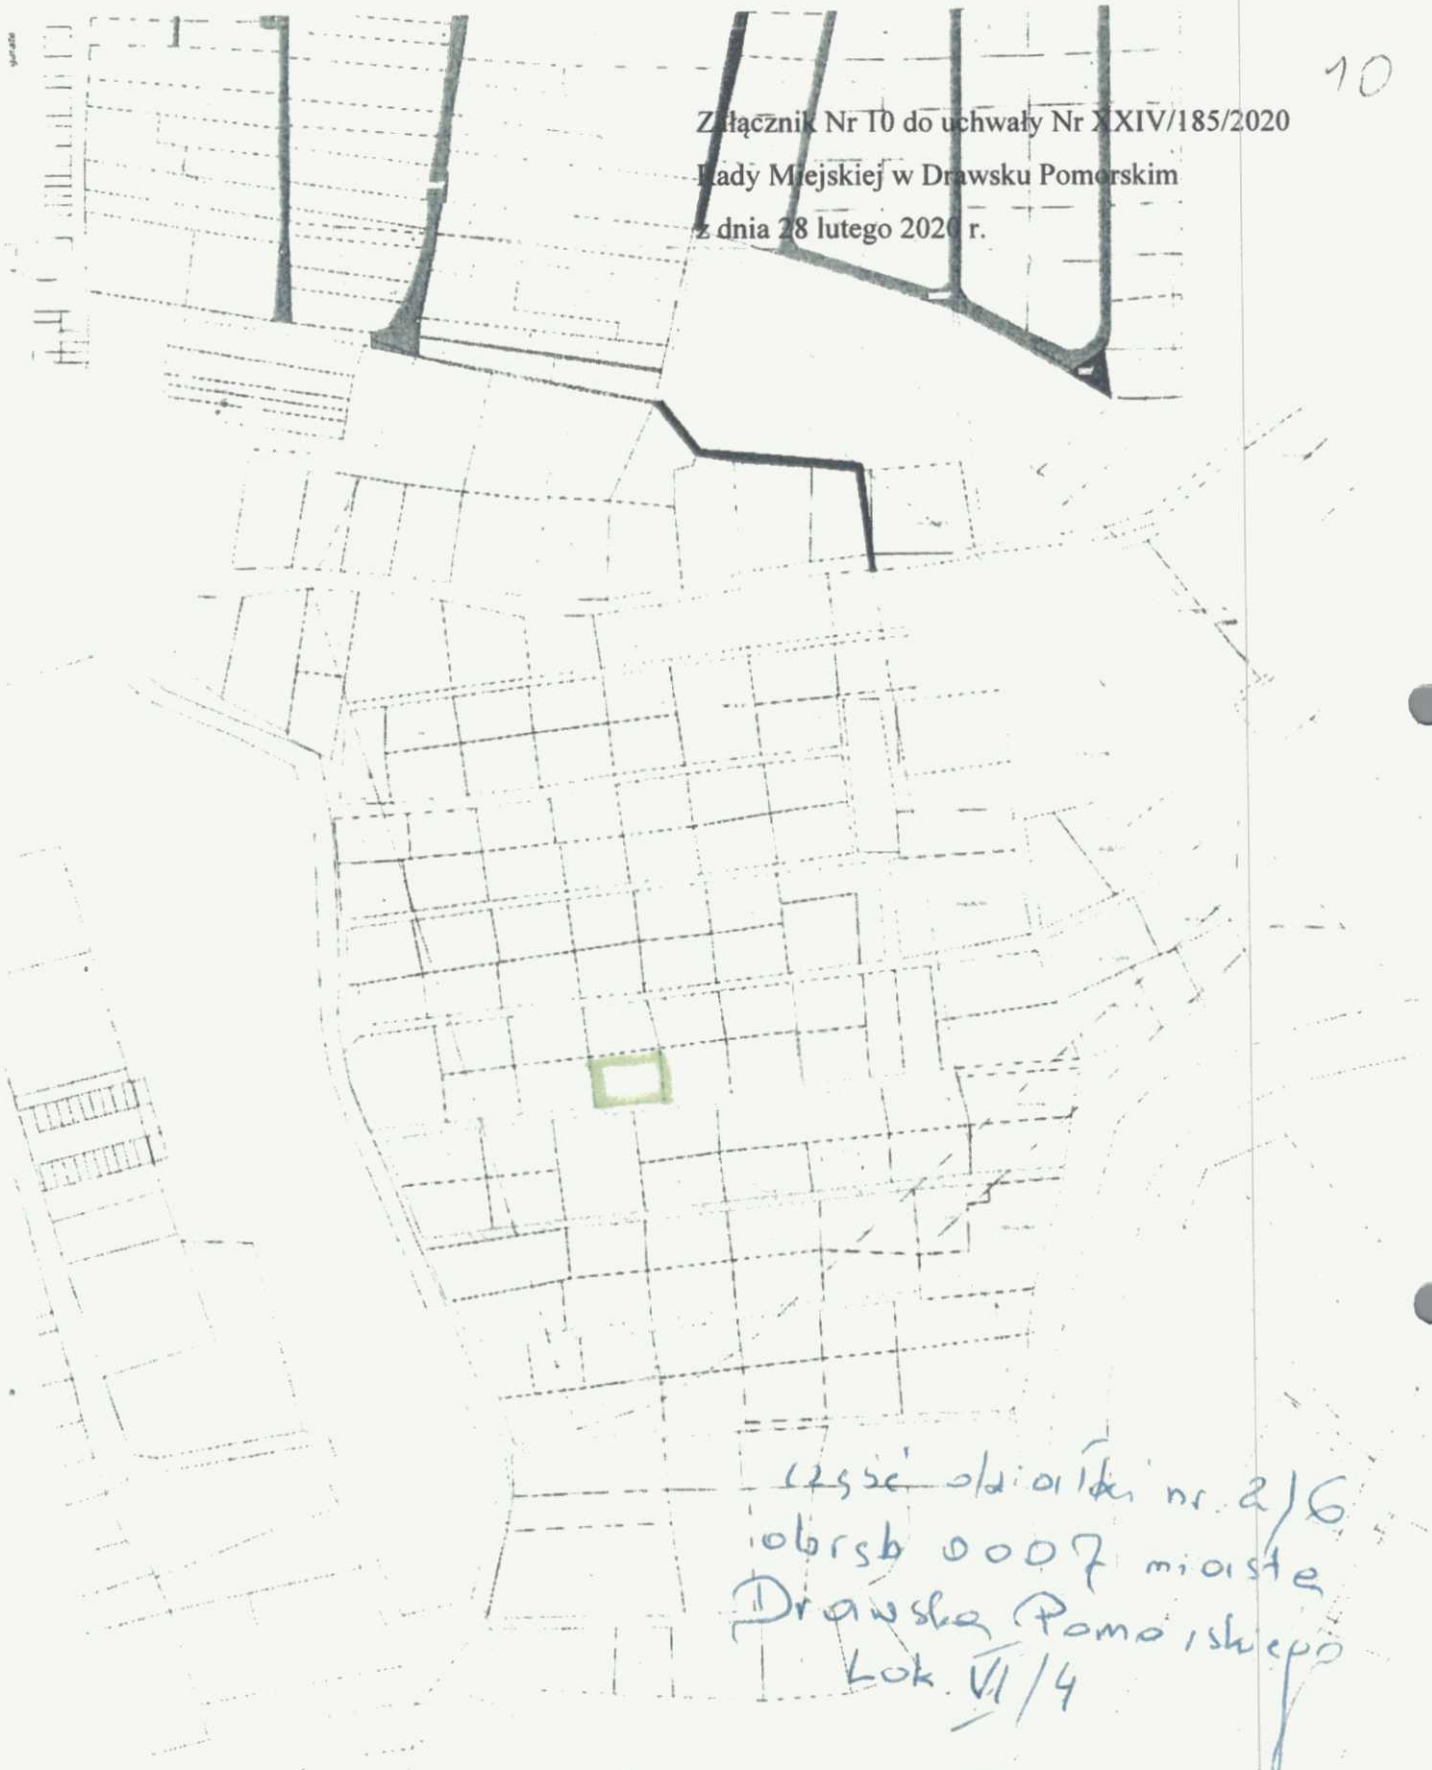 10
Załącznik Nr 10 do uchwały Nr XXIV/185/2020
Rady Miejskiej w Drawsku Pomorskim
z dnia 28 lutego 2020 r.
część działki nr. 2/6
obręb 0007 miasta
Drawska Pomorskiego
Lok. VI/4